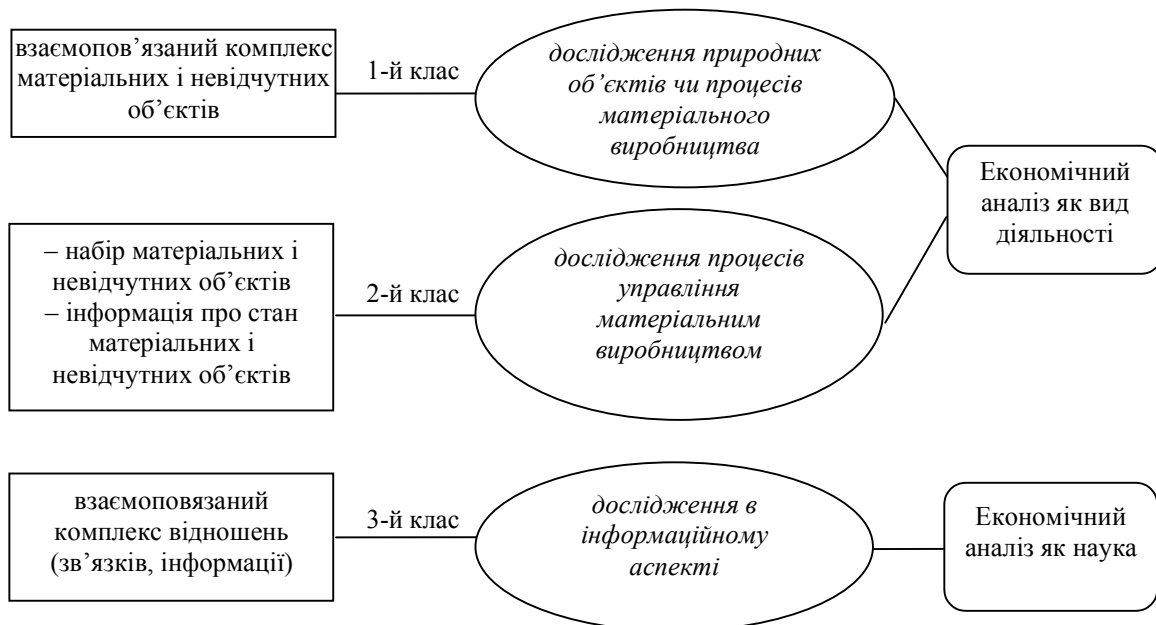 взаємопов’язаний комплекс
матеріальних і невідчутних
об’єктів
1-й клас
дослідження природних
об’єктів чи процесів
матеріального
виробництва
– набір матеріальних і
невідчутних об’єктів
– інформація про стан
матеріальних і
невідчутних об’єктів
2-й клас
дослідження процесів
управління
матеріальним
виробництвом
Економічний
аналіз як вид
діяльності
взаємоповязаний
комплекс відношень
(зв’язків, інформації)
3-й клас
дослідження в
інформаційному
аспекті
Економічний
аналіз як наука